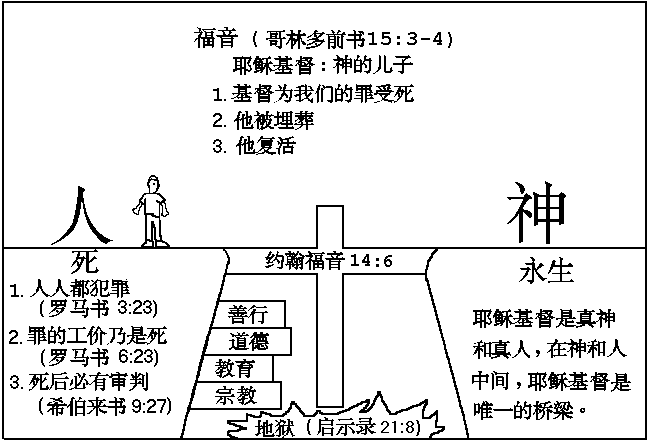 福音 (哥林多前书15:3-4)
耶稣基督:神的儿子
1. 基督为我们的罪受死
2. 他被埋葬
3. 他复活
人
神
死
1. 人人都犯罪
(罗马书 3:23)
2. 罪的工价乃是死
(罗马书 6:23)
3. 死后必有审判
(希伯来书 9:27)
约翰福音 14:6
善行
道德
教育
宗教
地狱 (启示录 21:8)
永生
耶稣基督是真神
和真人,在神和人
中间,耶稣基督是
唯一的桥梁。